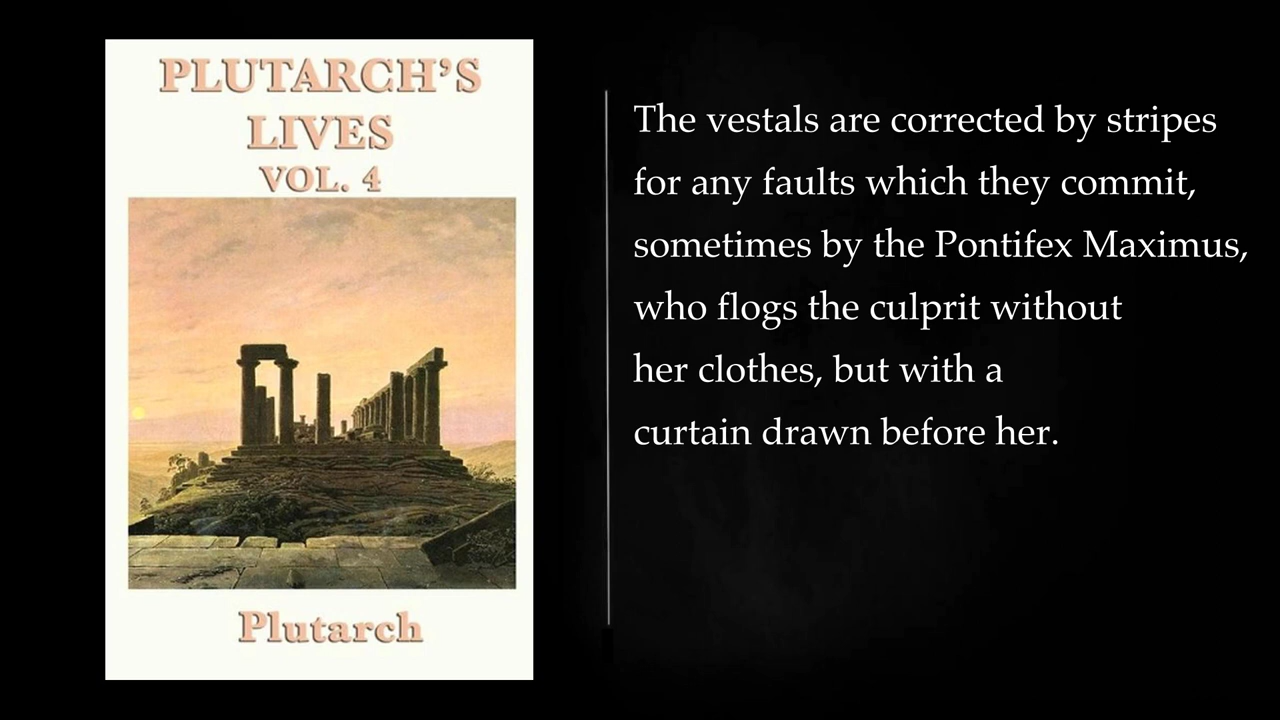 PLUTARCH'S
LIVES
VOL. 4
Plutarch
The vestals are corrected by stripes
for any faults which they commit,
sometimes by the Pontifex Maximus,
who flogs the culprit without
her clothes, but with a
curtain drawn before her.